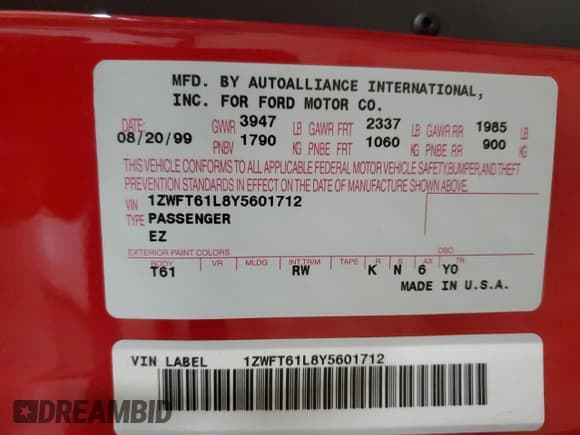 MFD. BY AUTOALLIANCE INTERNATIONAL,
INC. FOR FORD MOTOR CO.
DATE: 08/20/99 GVWR 3947 LB GAWR FRT 2337 LB GAWR RR 1985 LB
PNBV 1790 KG PNBE FRT 1060 KG PNBE RR 900 KG
THIS VEHICLE CONFORMS TO ALL APPLICABLE FEDERAL MOTOR VEHICLE SAFETY,BUMPER,AND THEFT
PREVENTION STANDARDS IN EFFECT ON THE DATE OF MANUFACTURE SHOWN ABOVE.
VIN 1ZWFT61L8Y5601712
TYPE PASSENGER
EZ
EXTERIOR PAINT COLORS DSO
BODY VR MLDG INT.TRIM TAPE R S AX TR
T61 RW K N 6 Y0
MADE IN U.S.A.
VIN LABEL 1ZWFT61L8Y5601712
DREAMBID